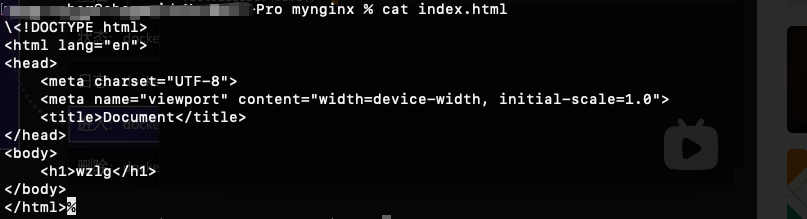 -Pro mynginx % cat index.html
\<!DOCTYPE html>
<html lang="en">
<head>
    <meta charset="UTF-8">
    <meta name="viewport" content="width=device-width, initial-scale=1.0">
    <title>Document</title>
</head>
<body>
    <h1>wzlg</h1>
</body>
</html>%